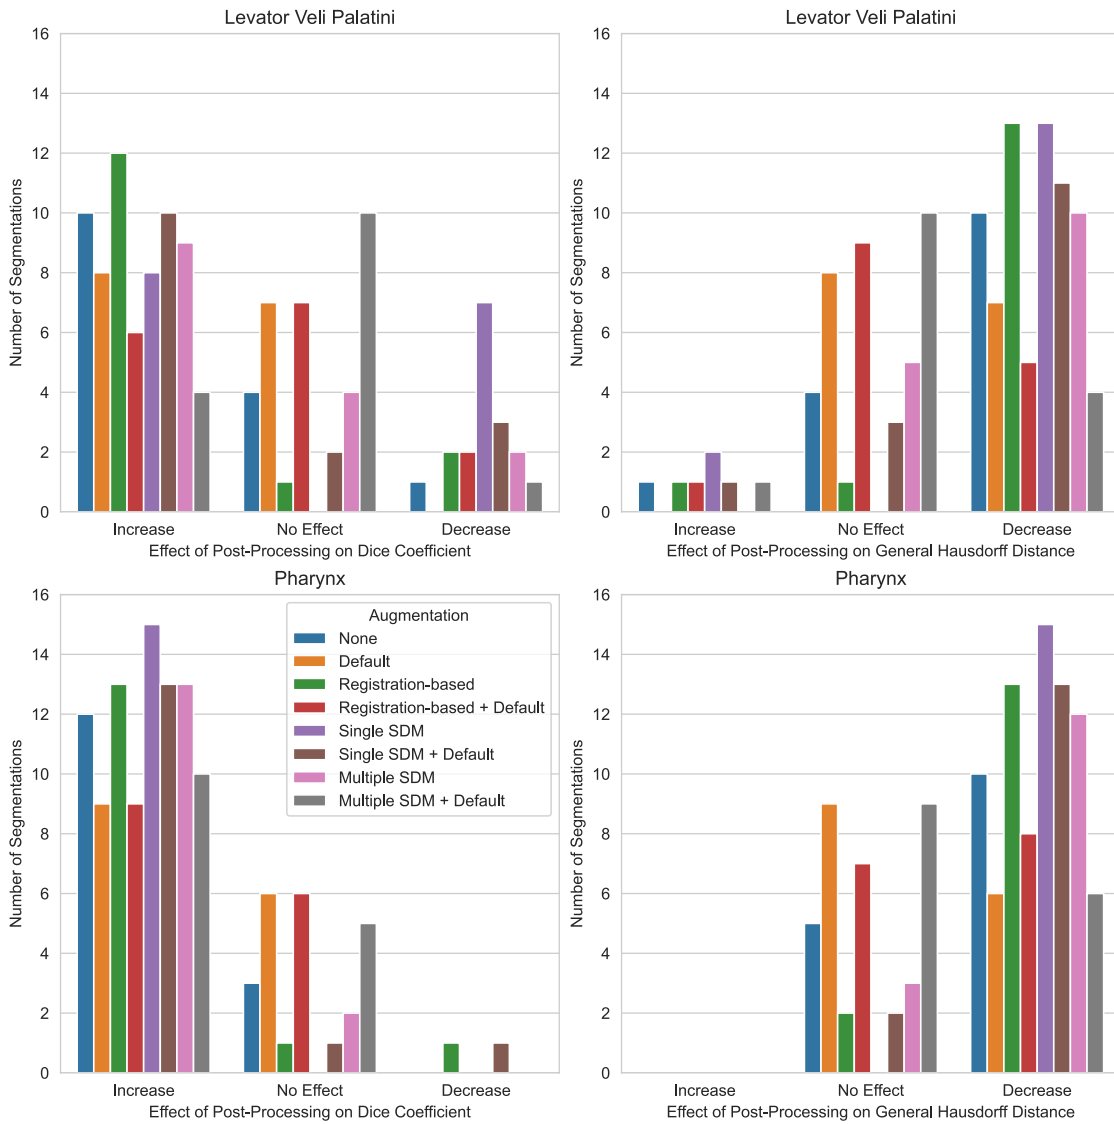 Levator Veli Palatini
Levator Veli Palatini
16
14
12
10
8
6
4
2
0
Number of Segmentations
Increase
No Effect
Decrease
Effect of Post-Processing on Dice Coefficient
16
14
12
10
8
6
4
2
0
Number of Segmentations
Increase
No Effect
Decrease
Effect of Post-Processing on General Hausdorff Distance
Pharynx
16
14
12
10
8
6
4
2
0
Number of Segmentations
Augmentation
None
Default
Registration-based
Registration-based + Default
Single SDM
Single SDM + Default
Multiple SDM
Multiple SDM + Default
Increase
No Effect
Decrease
Effect of Post-Processing on Dice Coefficient
Pharynx
16
14
12
10
8
6
4
2
0
Number of Segmentations
Increase
No Effect
Decrease
Effect of Post-Processing on General Hausdorff Distance